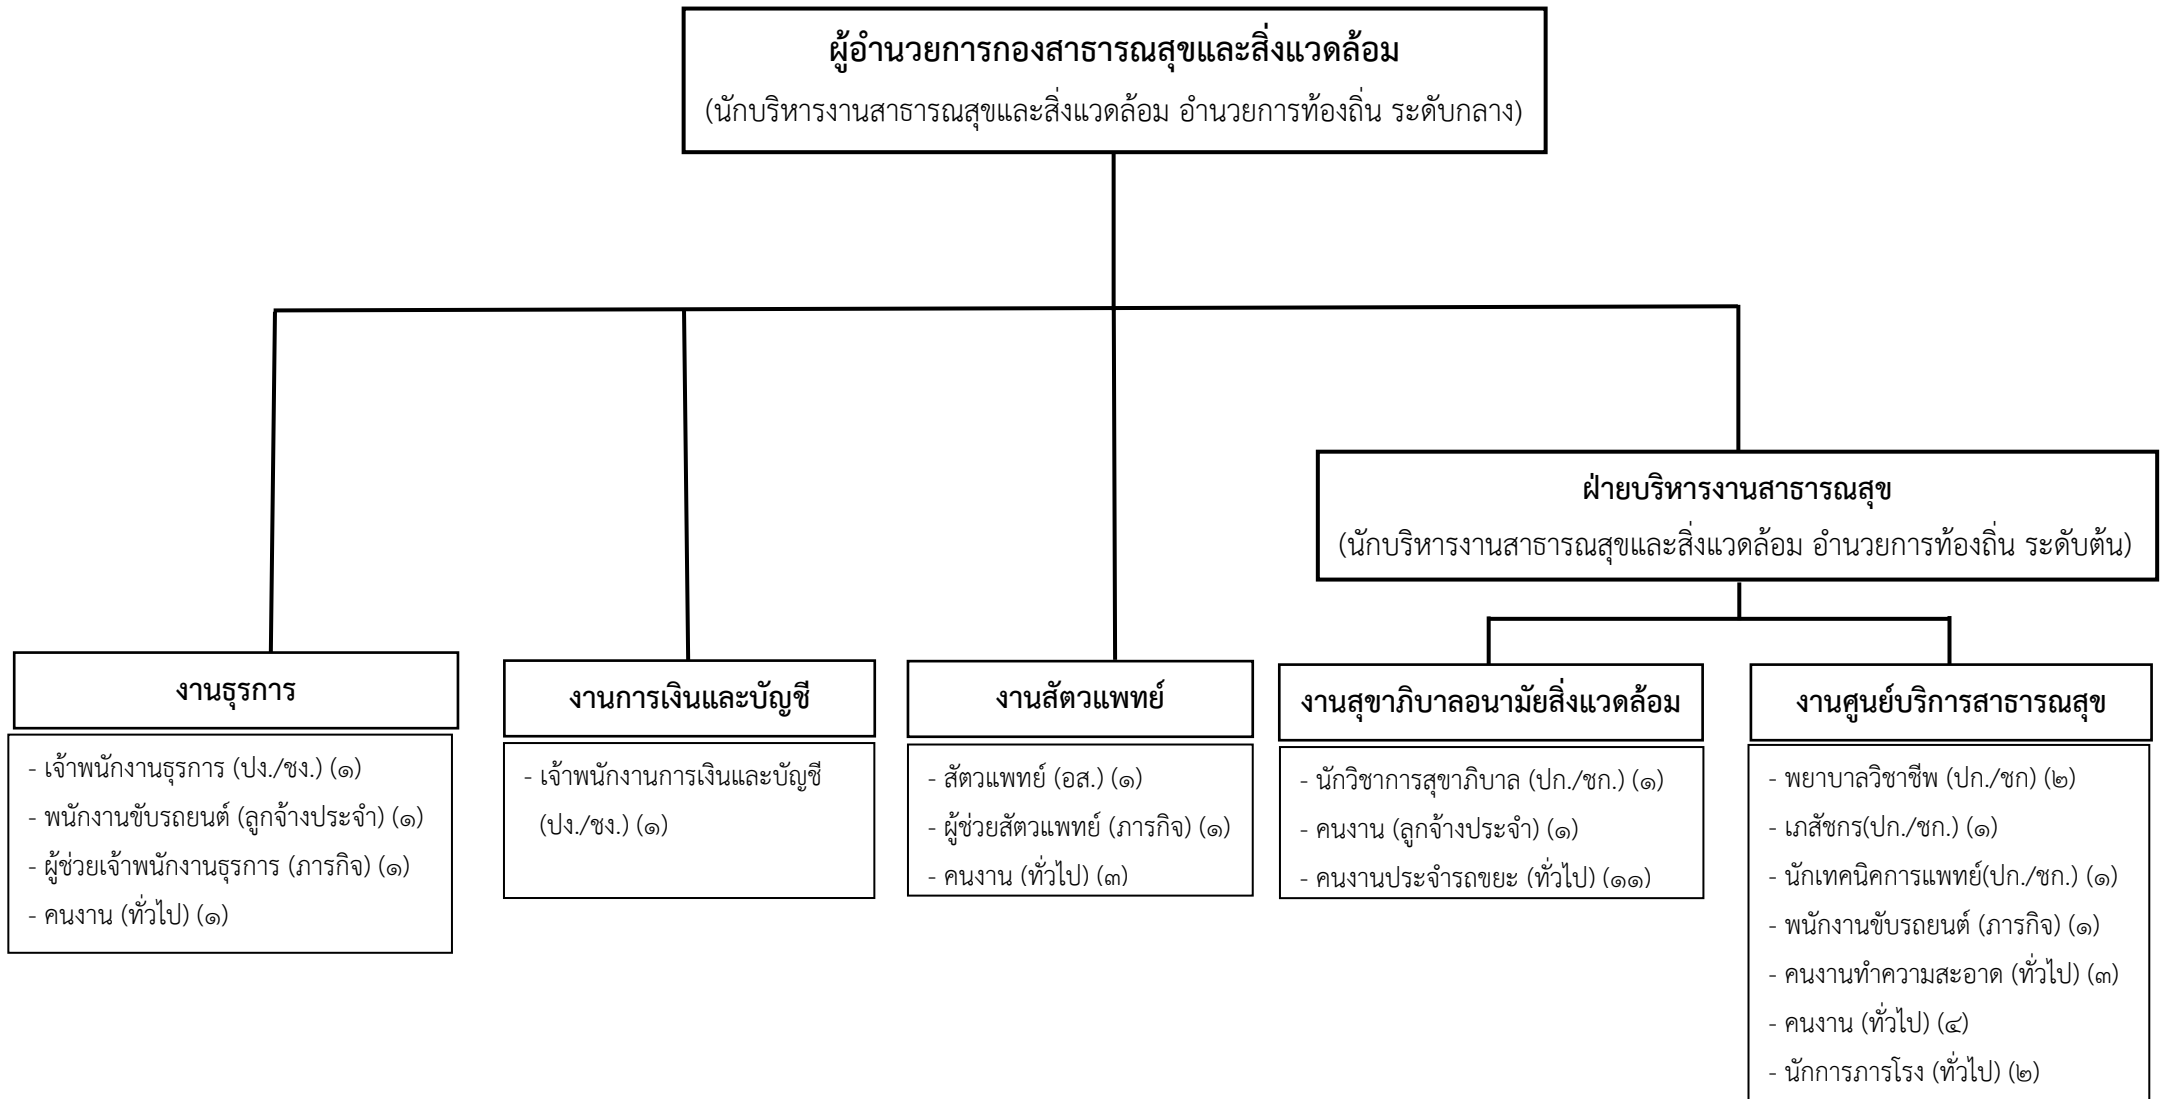 ผู้อำนวยการกองสาธารณสุขและสิ่งแวดล้อม
(นักบริหารงานสาธารณสุขและสิ่งแวดล้อม อำนวยการท้องถิ่น ระดับกลาง)
ฝ่ายบริหารงานสาธารณสุข
(นักบริหารงานสาธารณสุขและสิ่งแวดล้อม อำนวยการท้องถิ่น ระดับต้น)
งานธุรการ
- เจ้าพนักงานธุรการ (ปง./ชง.) (๑)
- พนักงานขับรถยนต์ (ลูกจ้างประจำ) (๑)
- ผู้ช่วยเจ้าพนักงานธุรการ (ภารกิจ) (๑)
- คนงาน (ทั่วไป) (๑)
งานการเงินและบัญชี
- เจ้าพนักงานการเงินและบัญชี
(ปง./ชง.) (๑)
งานสัตวแพทย์
- สัตวแพทย์ (อส.) (๑)
- ผู้ช่วยสัตวแพทย์ (ภารกิจ) (๑)
- คนงาน (ทั่วไป) (๓)
งานสุขาภิบาลอนามัยสิ่งแวดล้อม
- นักวิชาการสุขาภิบาล (ปก./ชก.) (๑)
- คนงาน (ลูกจ้างประจำ) (๑)
- คนงานประจำรถขยะ (ทั่วไป) (๑๑)
งานศูนย์บริการสาธารณสุข
- พยาบาลวิชาชีพ (ปก./ชก) (๒)
- เภสัชกร(ปก./ชก.) (๑)
- นักเทคนิคการแพทย์(ปก./ชก.) (๑)
- พนักงานขับรถยนต์ (ภารกิจ) (๑)
- คนงานทำความสะอาด (ทั่วไป) (๓)
- คนงาน (ทั่วไป) (๔)
- นักการภารโรง (ทั่วไป) (๒)